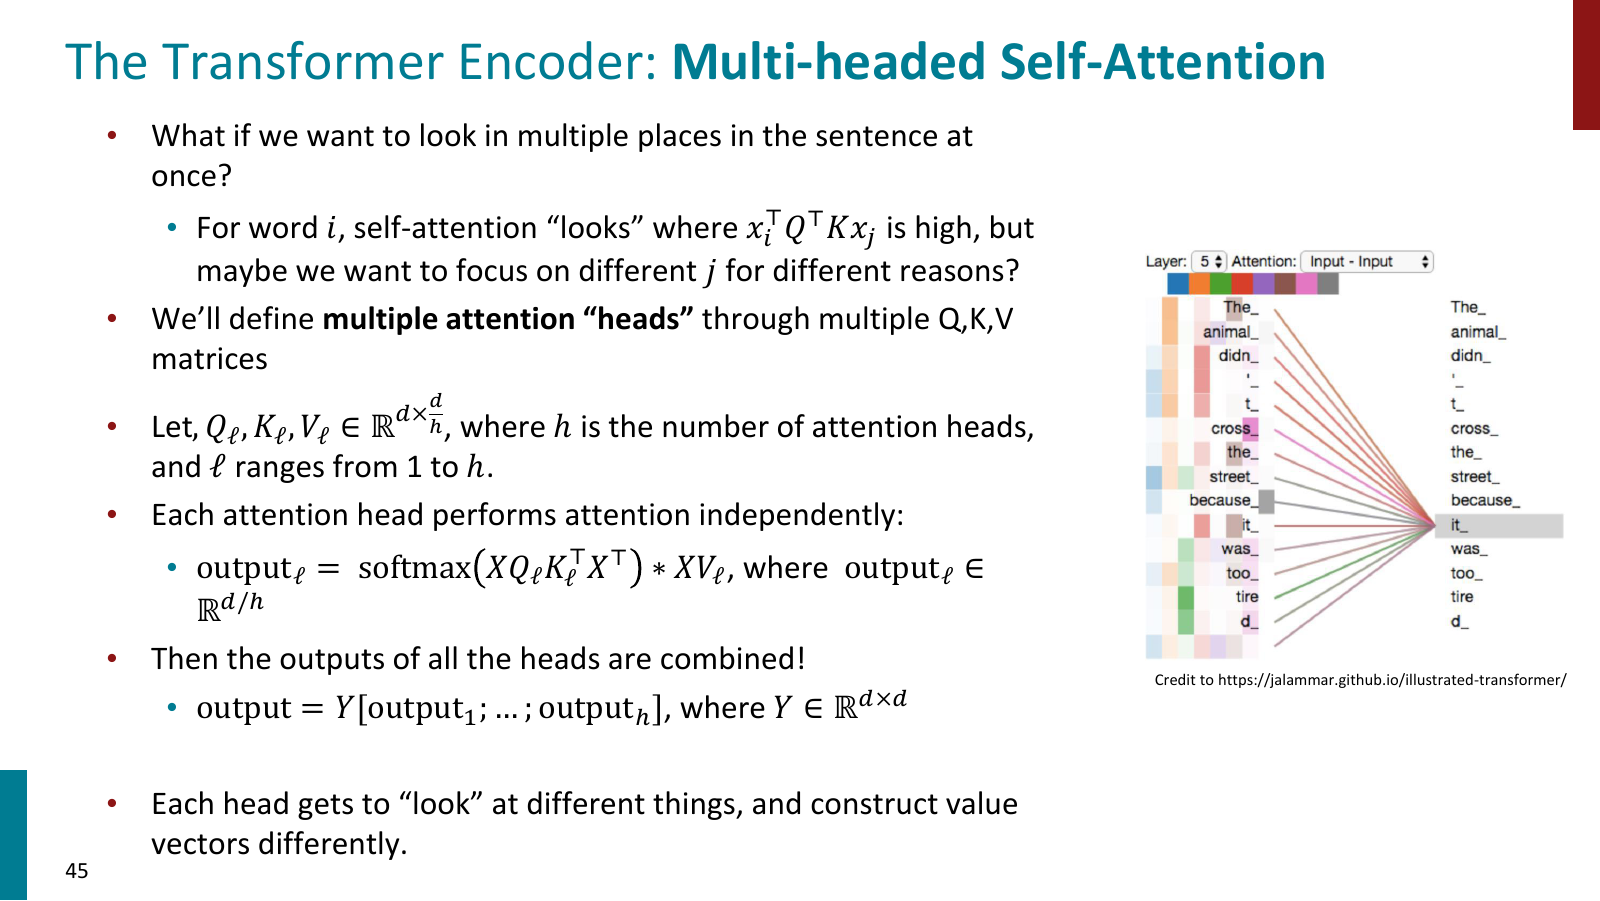 The Transformer Encoder: Multi-headed Self-Attention
• What if we want to look in multiple places in the sentence at
once?
• For word 𝑖, self-attention “looks” where 𝑥ᵢ^⊤𝑄^⊤𝐾𝑥ⱼ is high, but
maybe we want to focus on different 𝑗 for different reasons?
• We’ll define multiple attention “heads” through multiple Q,K,V
matrices
• Let, 𝑄_ℓ, 𝐾_ℓ, 𝑉_ℓ ∈ ℝ^{𝑑×𝑑/ℎ}, where ℎ is the number of attention heads,
and ℓ ranges from 1 to ℎ.
• Each attention head performs attention independently:
• output_ℓ = softmax(𝑋𝑄_ℓ𝐾_ℓ^⊤𝑋^⊤) ∗ 𝑋𝑉_ℓ, where output_ℓ ∈
ℝ^{𝑑/ℎ}
• Then the outputs of all the heads are combined!
• output = 𝑌[output₁; … ; output_ℎ], where 𝑌 ∈ ℝ^{𝑑×𝑑}
• Each head gets to “look” at different things, and construct value
vectors differently.
45
Layer: 5 Attention: Input - Input
The_ The_
animal_ animal_
didn_ didn_
'_ '_
t_ t_
cross_ cross_
the_ the_
street_ street_
because_ because_
it_ it_
was_ was_
too_ too_
tire tire
d_ d_
Credit to https://jalammar.github.io/illustrated-transformer/